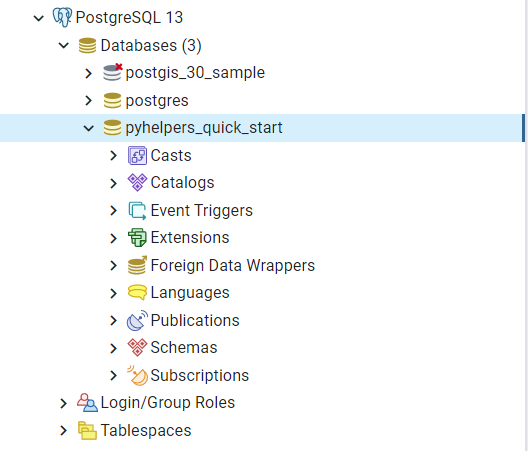 PostgreSQL 13
Databases (3)
postgis_30_sample
postgres
pyhelpers_quick_start
Casts
Catalogs
Event Triggers
Extensions
Foreign Data Wrappers
Languages
Publications
Schemas
Subscriptions
Login/Group Roles
Tablespaces